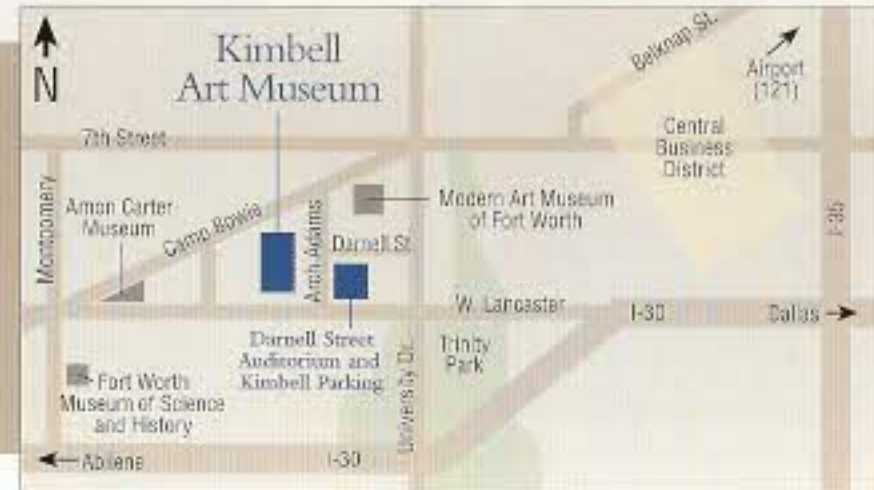 N
Kimbell
Art Museum
Belknap St.
Airport
(121)
7th Street
Central
Business
District
Montgomery
Amon Carter
Museum
Camp Bowie
Arch Adams
Modern Art Museum
of Fort Worth
Darnell St.
I-35
W. Lancaster
I-30
Dallas
Darnell Street
Auditorium and
Kimbell Parking
University Dr.
Trinity
Park
Fort Worth
Museum of Science
and History
Abilene
I-30